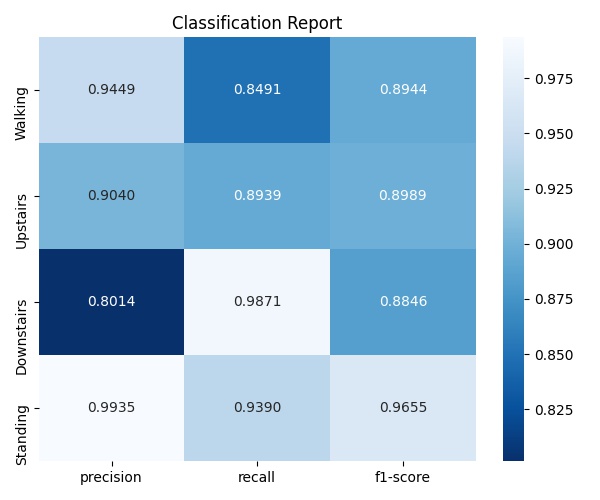 Classification Report
Walking 0.9449 0.8491 0.8944
Upstairs 0.9040 0.8939 0.8989
Downstairs 0.8014 0.9871 0.8846
Standing 0.9935 0.9390 0.9655
precision recall f1-score
0.975
0.950
0.925
0.900
0.875
0.850
0.825